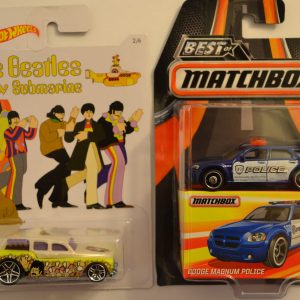 Hot Wheels
2/6
Beatles
Submarine
BEST of
MATCHBOX
POLICE
MATCHBOX
DODGE MAGNUM POLICE